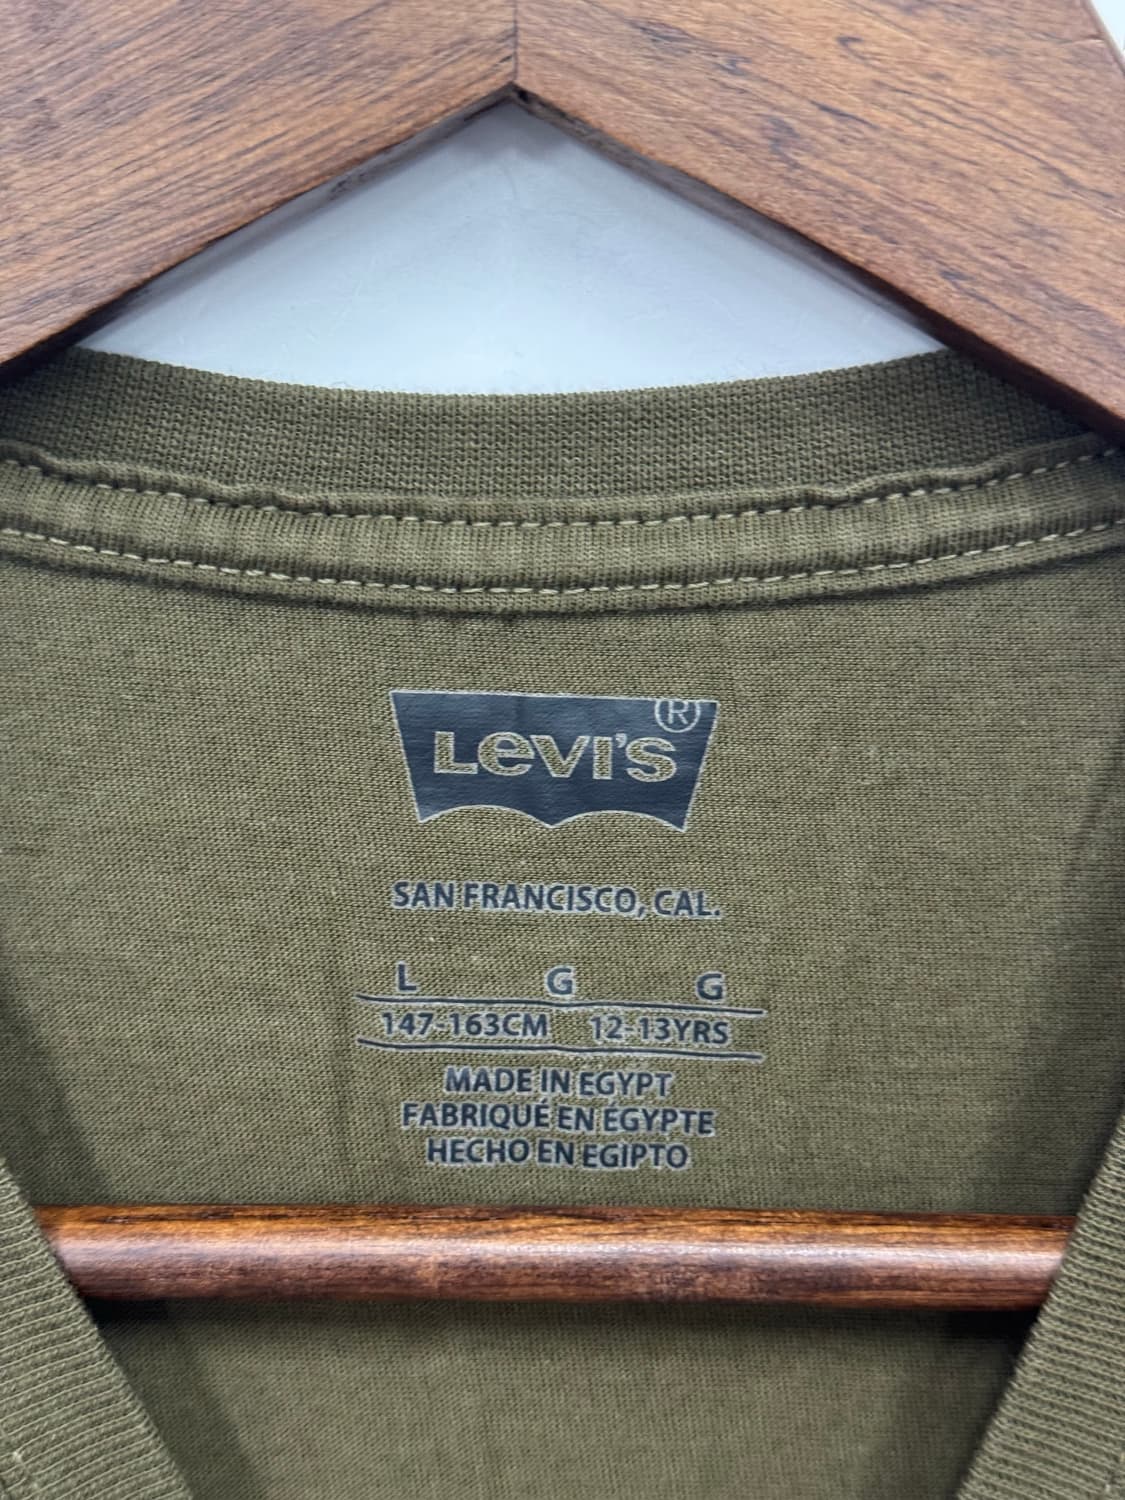 LEVI'S®
SAN FRANCISCO, CAL.
L G G
147-163CM 12-13YRS
MADE IN EGYPT
FABRIQUÉ EN ÉGYPTE
HECHO EN EGIPTO